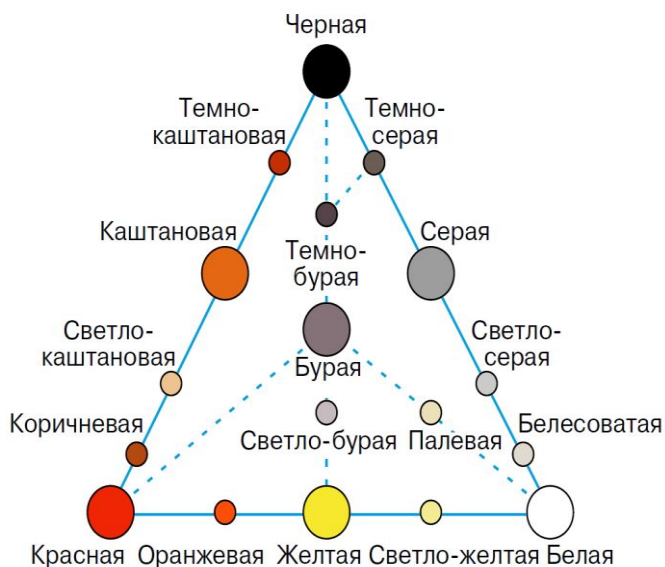 Черная
Темно-
каштановая
Темно-
серая
Каштановая
Темно-
бурая
Серая
Светло-
каштановая
Бурая
Светло-
серая
Коричневая
Светло-бурая
Палевая
Белесоватая
Красная
Оранжевая
Желтая
Светло-желтая
Белая